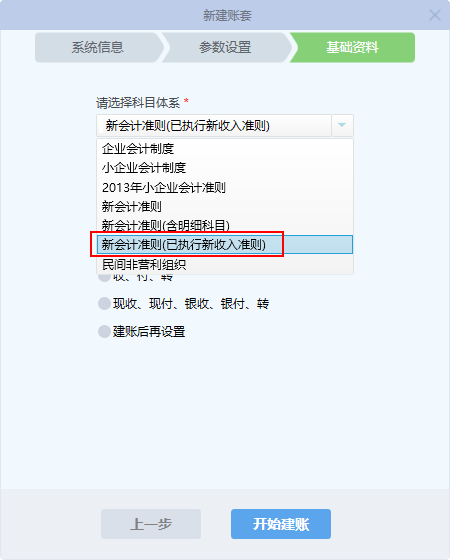 新建账套
系统信息
参数设置
基础资料
请选择科目体系 *
新会计准则(已执行新收入准则)
企业会计制度
小企业会计制度
2013年小企业会计准则
新会计准则
新会计准则(含明细科目)
新会计准则(已执行新收入准则)
民间非营利组织
收、付、转
现收、现付、银收、银付、转
建账后再设置
上一步
开始建账